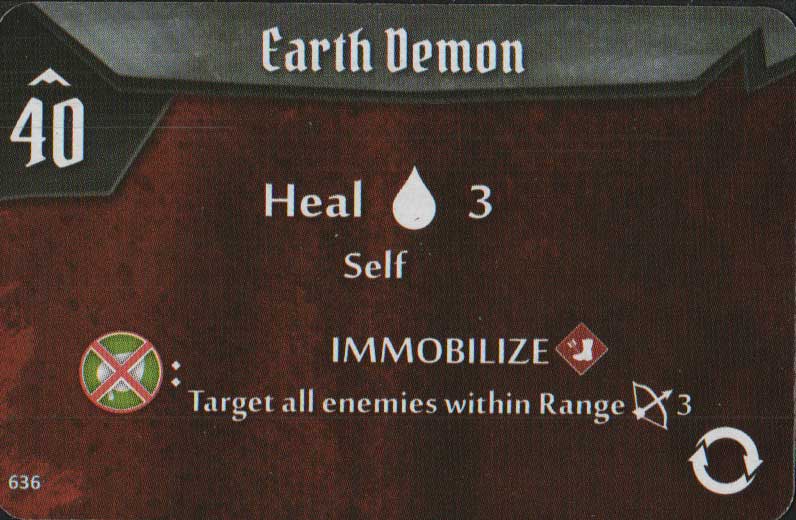 Earth Demon
40
Heal 3
Self
: IMMOBILIZE
Target all enemies within Range 3
636